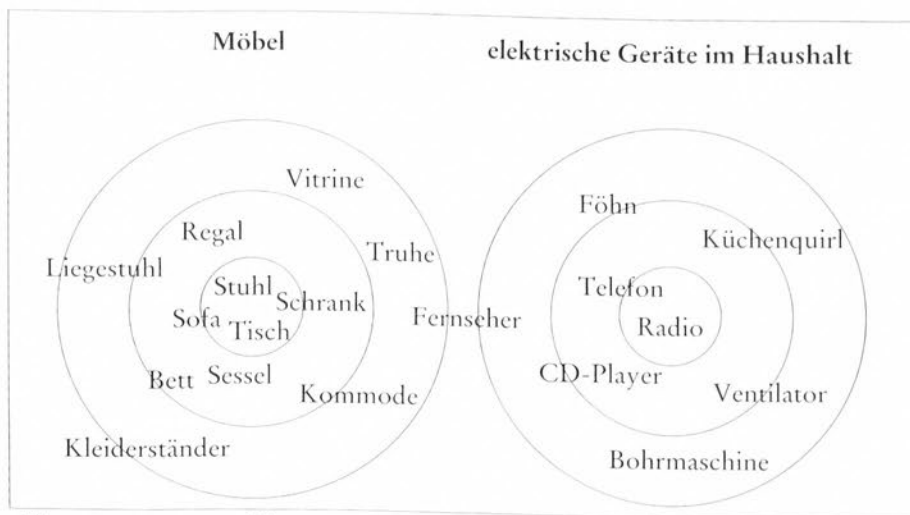 Möbel
elektrische Geräte im Haushalt
Vitrine
Regal
Truhe
Liegestuhl
Stuhl
Schrank
Sofa
Tisch
Bett
Sessel
Kommode
Kleiderständer
Fernseher
Föhn
Küchenquirl
Telefon
Radio
CD-Player
Ventilator
Bohrmaschine